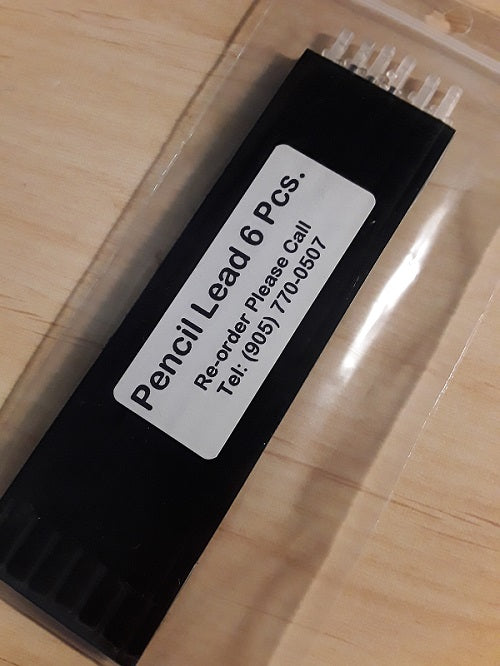 Pencil Lead 6 Pcs.
Re-order Please Call
Tel: (905) 770-0507